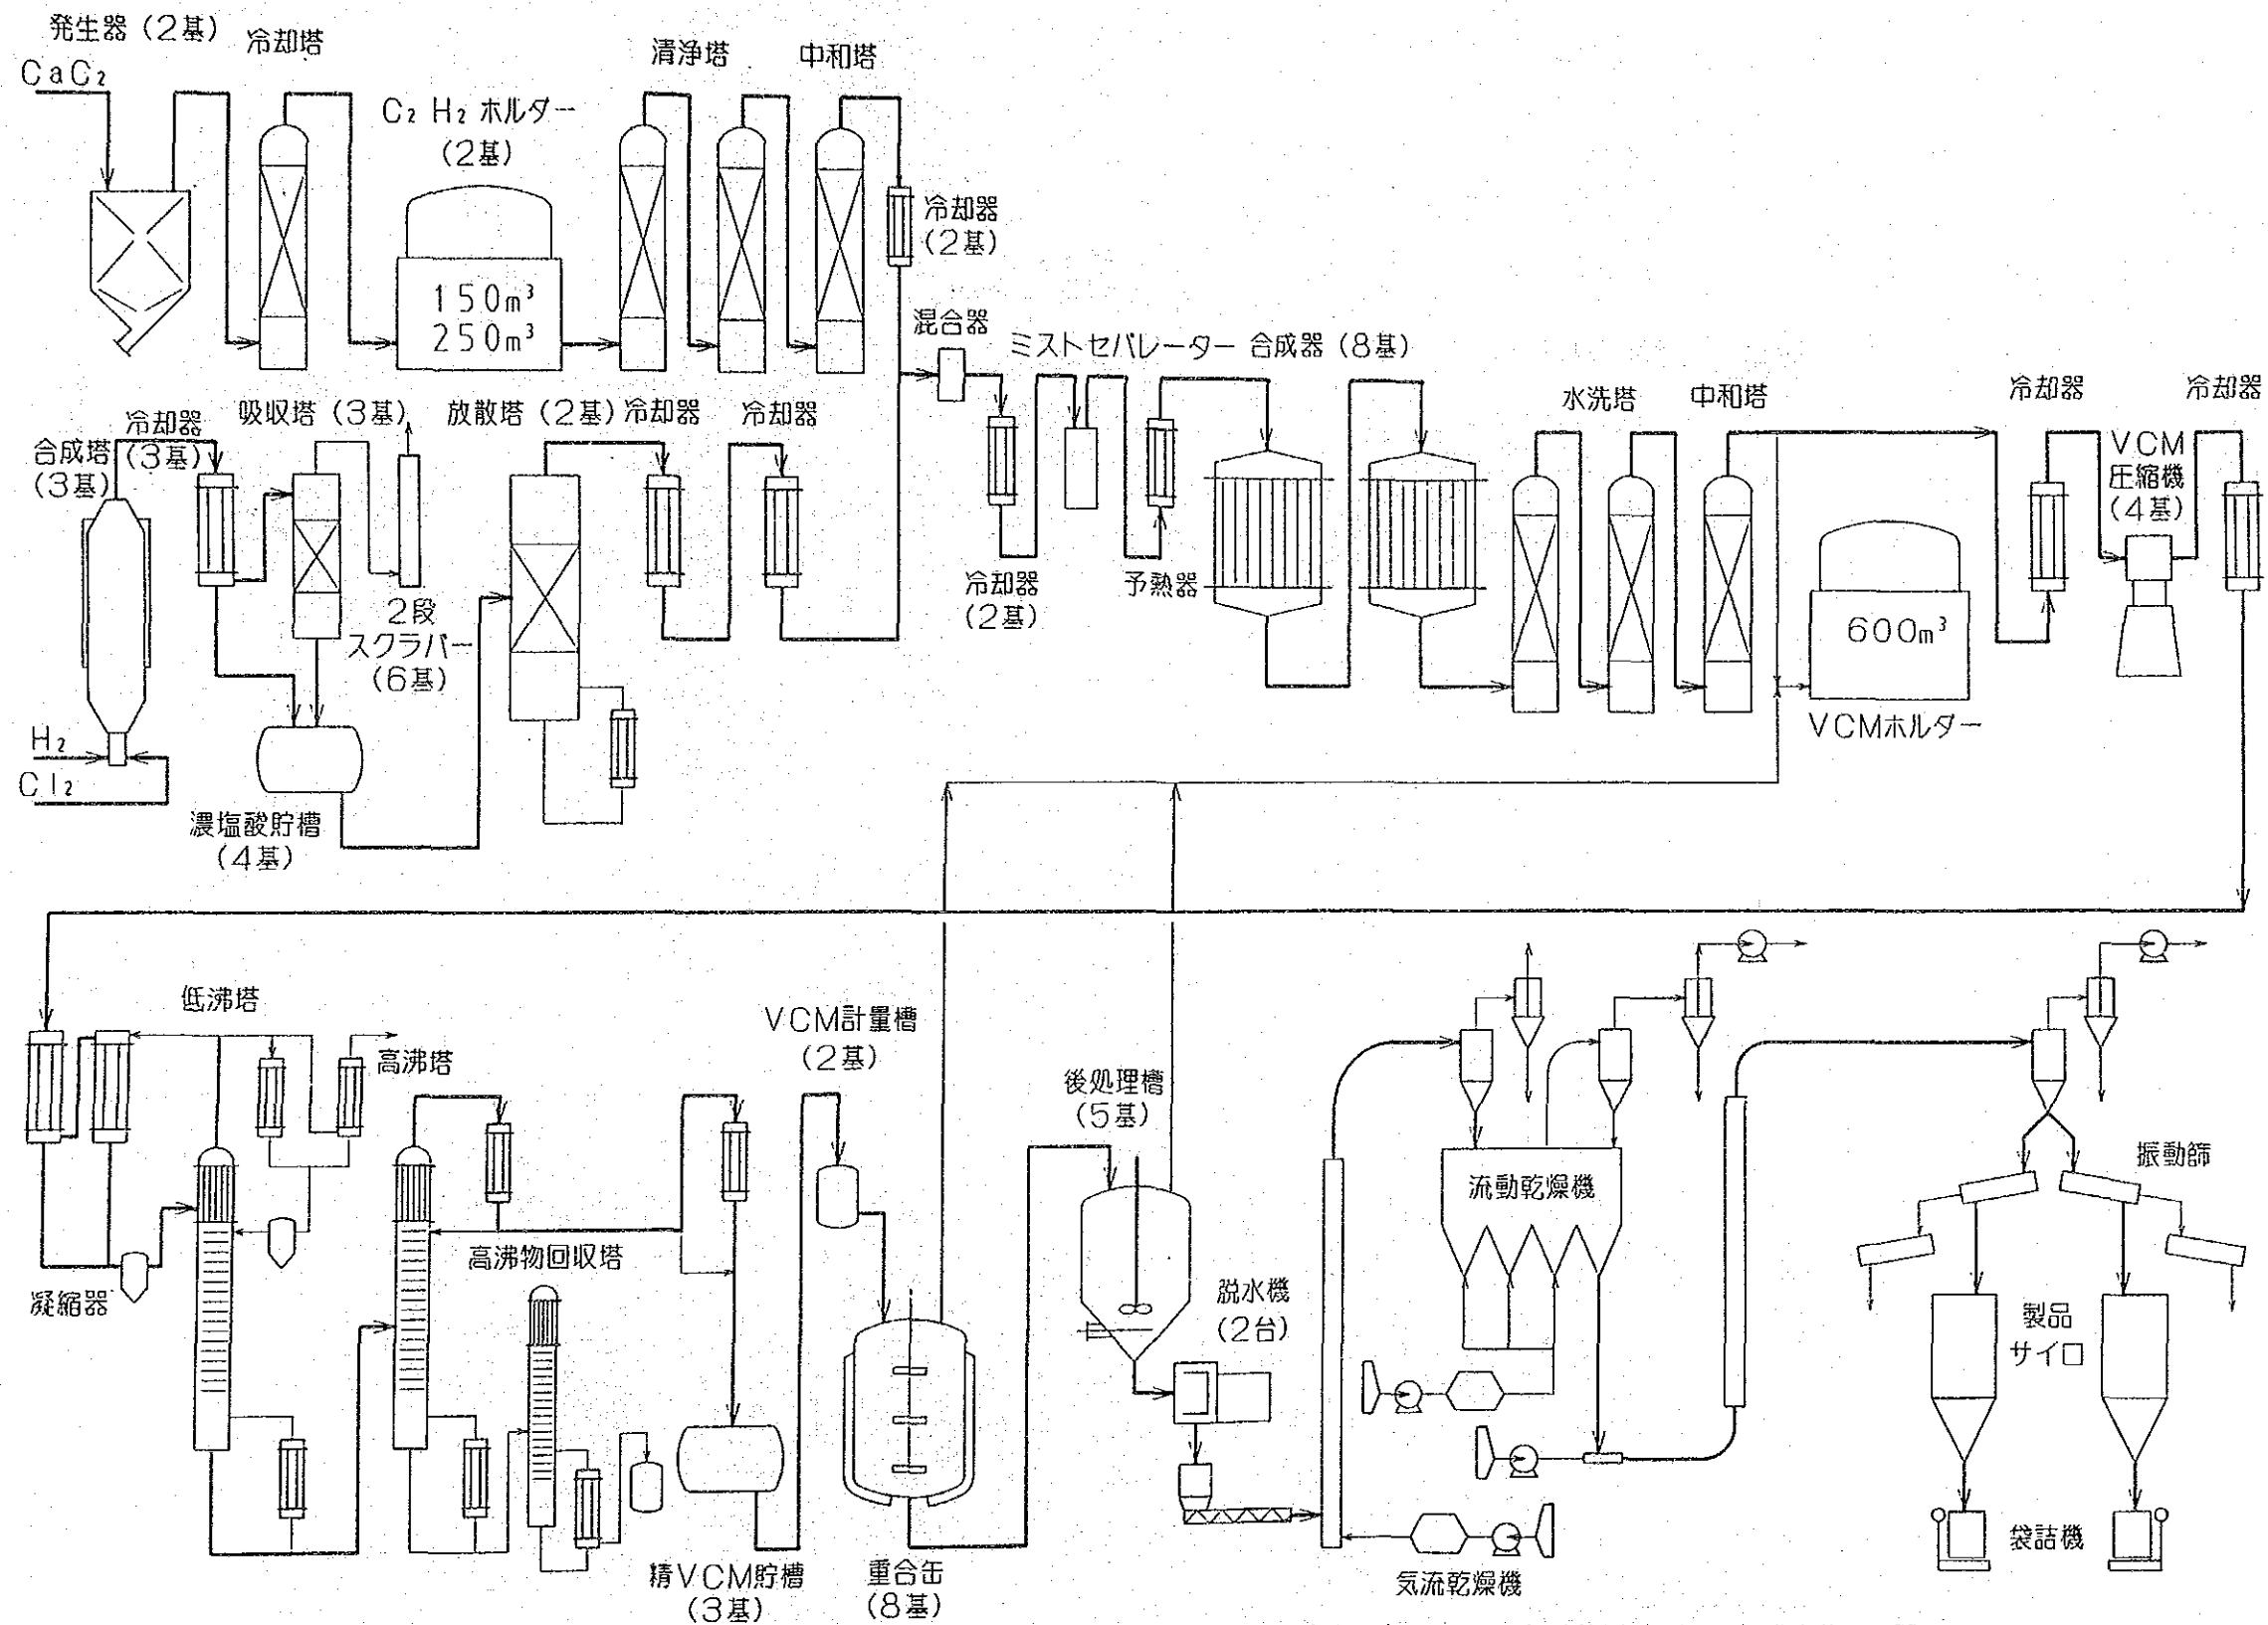 発生器（2基）
冷却塔
CaC₂
C₂H₂ホルダー
（2基）
150m³
250m³
清浄塔
中和塔
冷却器
（2基）
混合器
ミストセパレーター
合成器（8基）
水洗塔
中和塔
冷却器
冷却器
VCM
圧縮機
（4基）
合成塔
（3基）
冷却器
（3基）
吸収塔（3基）
放散塔（2基）
冷却器
冷却器
2段
スクラバー
（6基）
冷却器
（2基）
予熱器
600m³
VCMホルダー
H₂
Cl₂
濃塩酸貯槽
（4基）
低沸塔
高沸塔
VCM計量槽
（2基）
後処理槽
（5基）
凝縮器
高沸物回収塔
脱水機
（2台）
流動乾燥機
振動篩
製品
サイロ
精VCM貯槽
（3基）
重合缶
（8基）
気流乾燥機
袋詰機